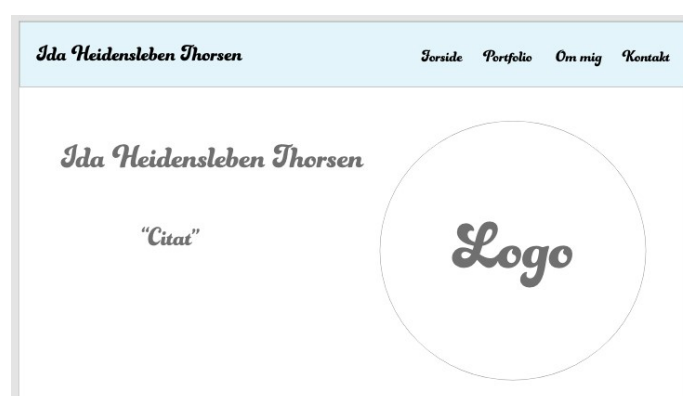 Ida Heidensleben Thorsen
Forside Portfolio Om mig Kontakt
Ida Heidensleben Thorsen
“Citat”
Logo